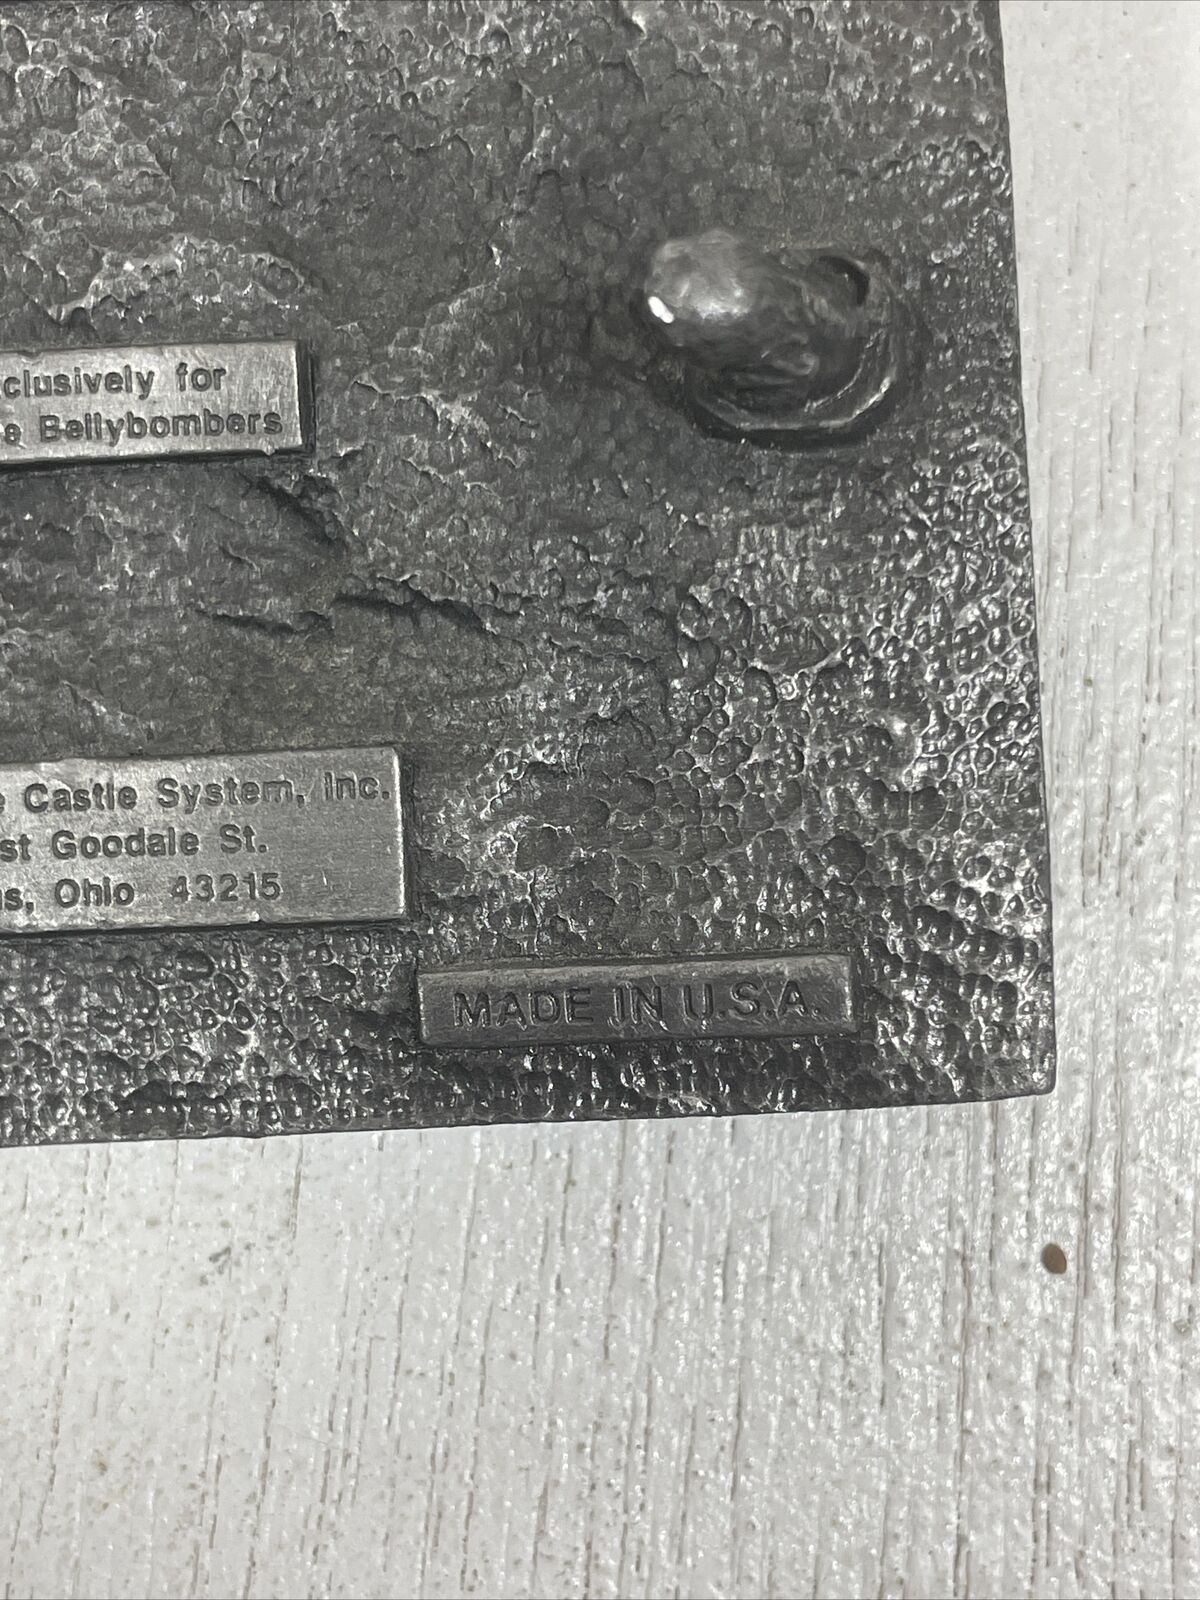 clusively for
e Bellybombers
e Castle System, Inc.
st Goodale St.
s, Ohio 43215
MADE IN U.S.A.